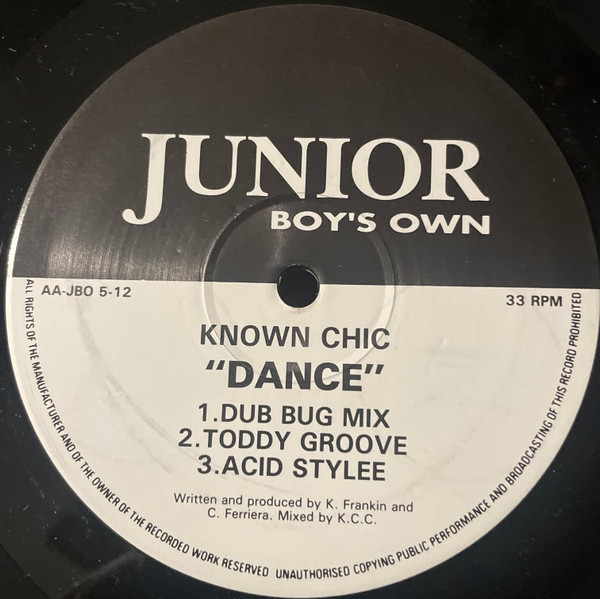 JUNIOR
BOY'S OWN
AA-JBO 5-12
33 RPM
KNOWN CHIC
"DANCE"
1.DUB BUG MIX
2.TODDY GROOVE
3.ACID STYLEE
Written and produced by K. Frankin and
C. Ferriera. Mixed by K.C.C.
ALL RIGHTS OF THE MANUFACTURER AND OF THE OWNER OF THE RECORDED WORK RESERVED UNAUTHORISED COPYING PUBLIC PERFORMANCE AND BROADCASTING OF THIS RECORD PROHIBITED